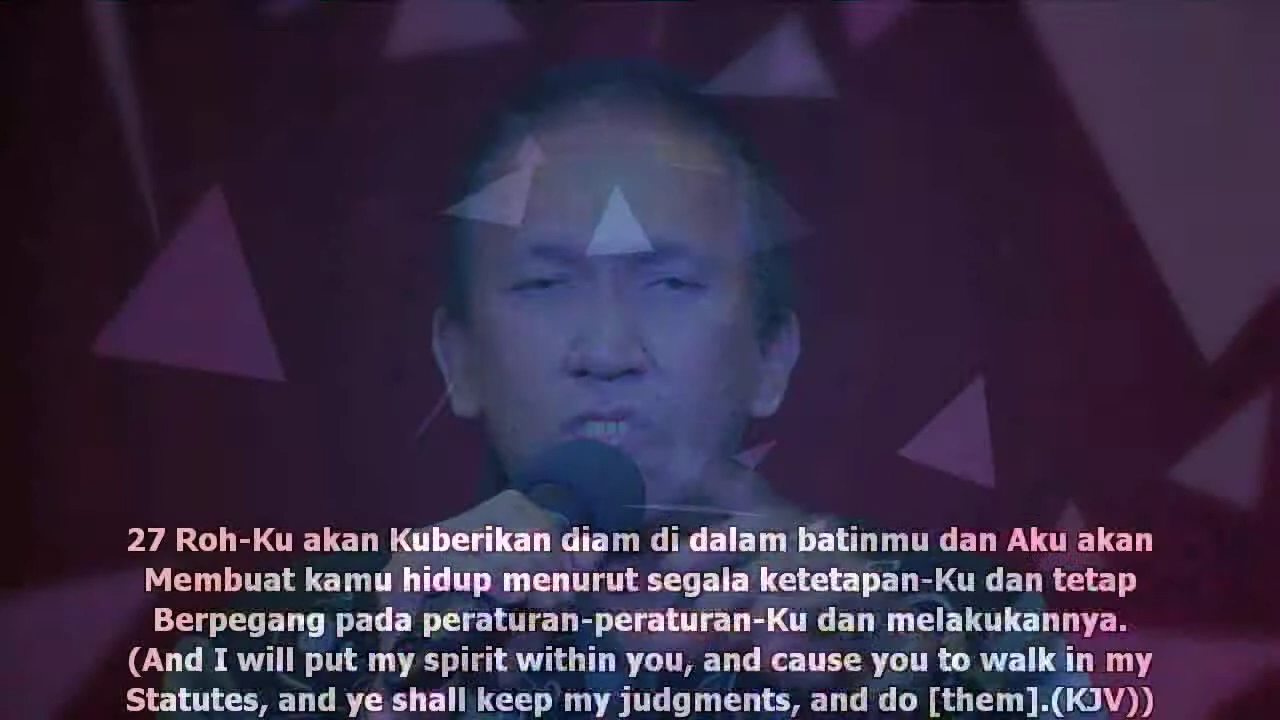 27 Roh-Ku akan Kuberikan diam di dalam batinmu dan Aku akan
Membuat kamu hidup menurut segala ketetapan-Ku dan tetap
Berpegang pada peraturan-peraturan-Ku dan melakukannya.
(And I will put my spirit within you, and cause you to walk in my
Statutes, and ye shall keep my judgments, and do [them].(KJV))